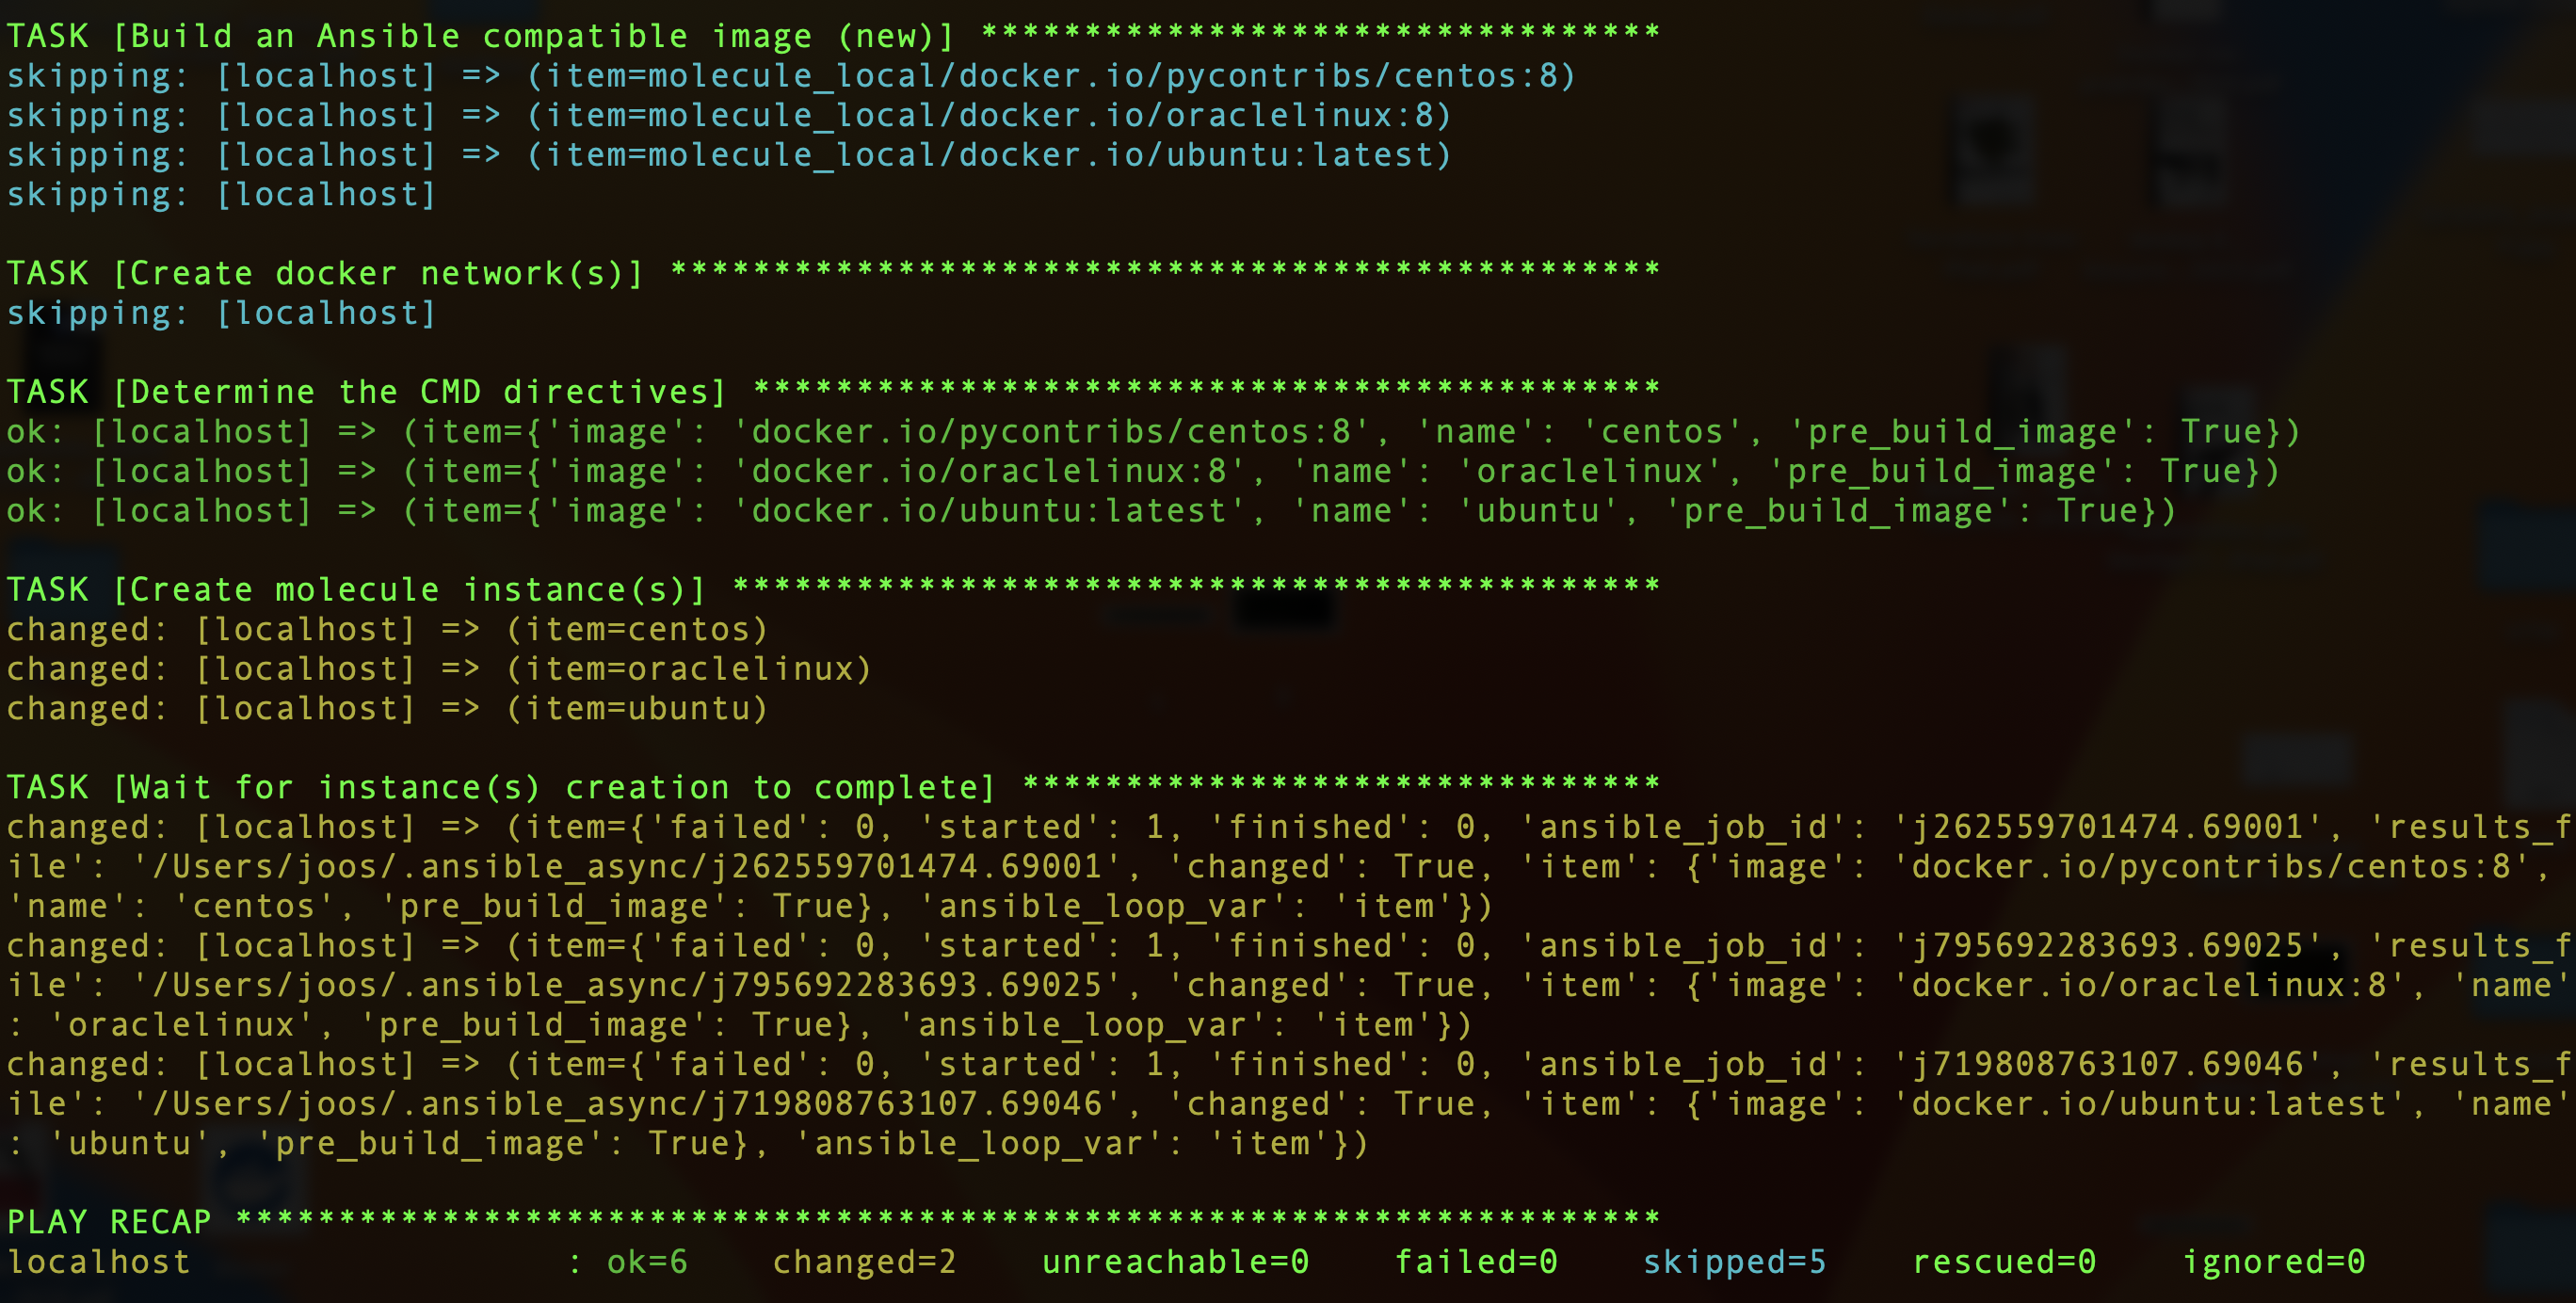 TASK [Build an Ansible compatible image (new)] *********************************
skipping: [localhost] => (item=molecule_local/docker.io/pycontribs/centos:8)
skipping: [localhost] => (item=molecule_local/docker.io/oraclelinux:8)
skipping: [localhost] => (item=molecule_local/docker.io/ubuntu:latest)
skipping: [localhost]
TASK [Create docker network(s)] ************************************************
skipping: [localhost]
TASK [Determine the CMD directives] ********************************************
ok: [localhost] => (item={'image': 'docker.io/pycontribs/centos:8', 'name': 'centos', 'pre_build_image': True})
ok: [localhost] => (item={'image': 'docker.io/oraclelinux:8', 'name': 'oraclelinux', 'pre_build_image': True})
ok: [localhost] => (item={'image': 'docker.io/ubuntu:latest', 'name': 'ubuntu', 'pre_build_image': True})
TASK [Create molecule instance(s)] *********************************************
changed: [localhost] => (item=centos)
changed: [localhost] => (item=oraclelinux)
changed: [localhost] => (item=ubuntu)
TASK [Wait for instance(s) creation to complete] *******************************
changed: [localhost] => (item={'failed': 0, 'started': 1, 'finished': 0, 'ansible_job_id': 'j262559701474.69001', 'results_f
ile': '/Users/joos/.ansible_async/j262559701474.69001', 'changed': True, 'item': {'image': 'docker.io/pycontribs/centos:8',
'name': 'centos', 'pre_build_image': True}, 'ansible_loop_var': 'item'})
changed: [localhost] => (item={'failed': 0, 'started': 1, 'finished': 0, 'ansible_job_id': 'j795692283693.69025', 'results_f
ile': '/Users/joos/.ansible_async/j795692283693.69025', 'changed': True, 'item': {'image': 'docker.io/oraclelinux:8', 'name'
: 'oraclelinux', 'pre_build_image': True}, 'ansible_loop_var': 'item'})
changed: [localhost] => (item={'failed': 0, 'started': 1, 'finished': 0, 'ansible_job_id': 'j719808763107.69046', 'results_f
ile': '/Users/joos/.ansible_async/j719808763107.69046', 'changed': True, 'item': {'image': 'docker.io/ubuntu:latest', 'name'
: 'ubuntu', 'pre_build_image': True}, 'ansible_loop_var': 'item'})
PLAY RECAP *********************************************************************
localhost                  : ok=6    changed=2    unreachable=0    failed=0    skipped=5    rescued=0    ignored=0